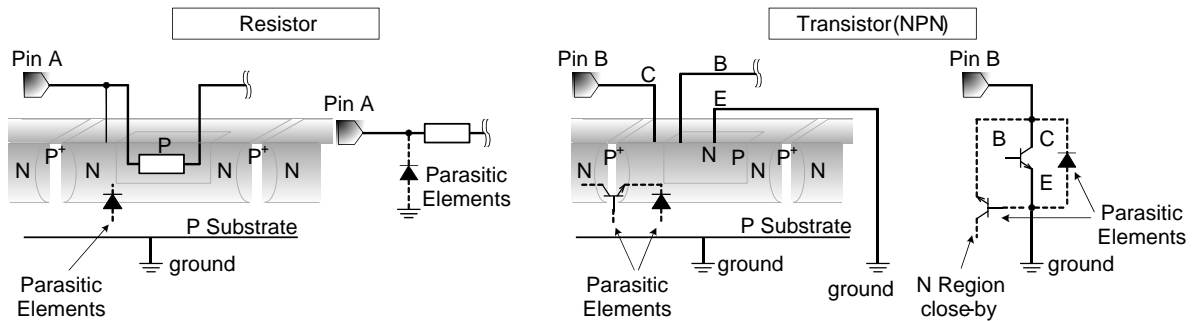 Resistor
Transistor(NPN)
Pin A
Pin A
P
N
P+
N
P+
N
N
Parasitic
Elements
P Substrate
ground
Parasitic
Elements
Pin B
C
B
E
N
P+
N
N
P
P+
N
N
P Substrate
ground
ground
Parasitic
Elements
Pin B
B
C
E
Parasitic
Elements
N Region
close-by